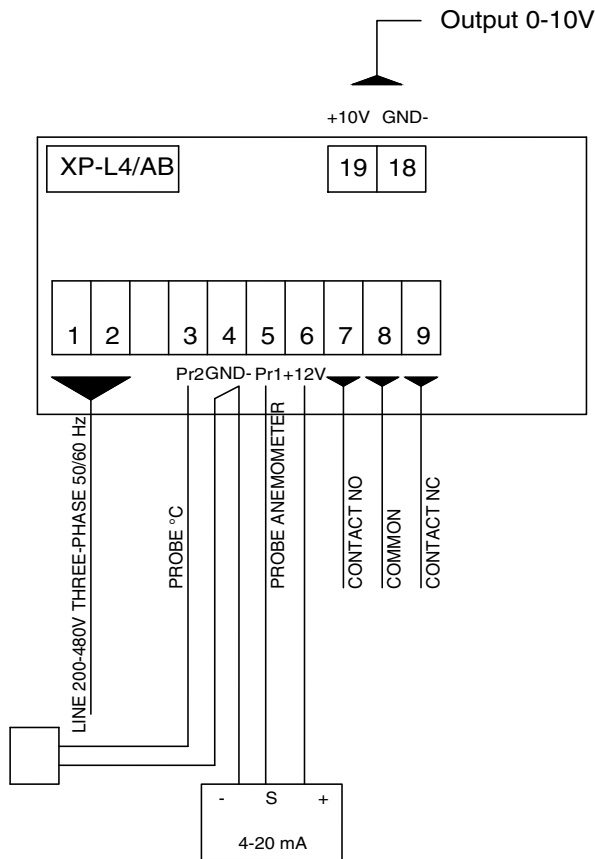 Output 0-10V
+10V GND-
XP-L4/AB
19 18
1 2 3 4 5 6 7 8 9
Pr2 GND- Pr1 +12V
LINE 200-480V THREE-PHASE 50/60 Hz
PROBE °C
PROBE ANEMOMETER
CONTACT NO
COMMON
CONTACT NC
- S +
4-20 mA